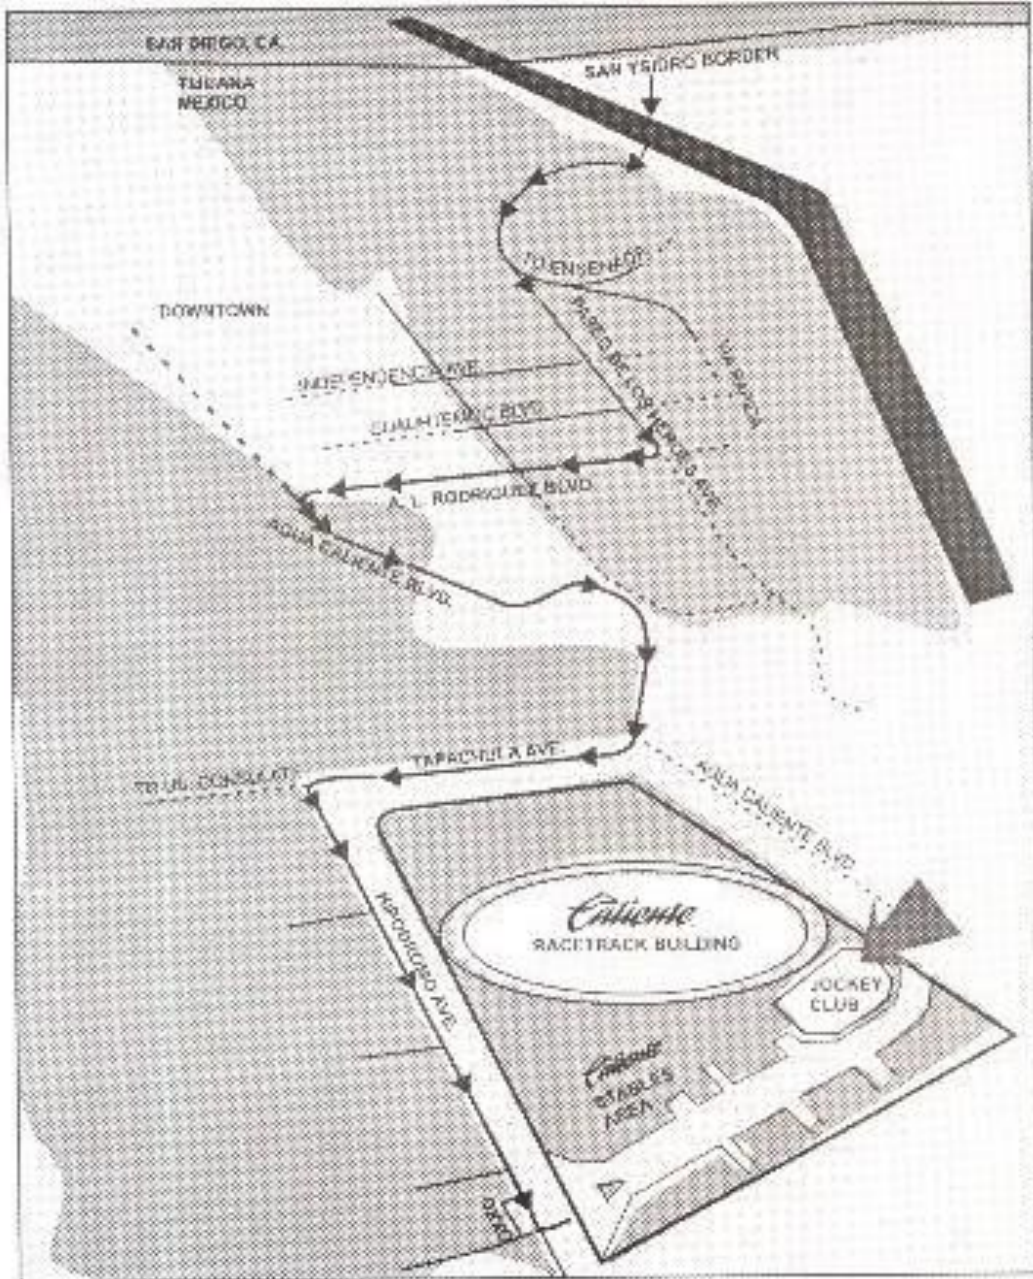 SAN DIEGO, CA.
TIJUANA
MEXICO
SAN YSIDRO BORDER
TO ENSENADA
DOWNTOWN
PASEO DE LOS HEROES AVE.
VIA RAPIDA
INDEPENDENCIA AVE.
CUAUHTEMOC BLVD.
A. L. RODRIGUEZ BLVD.
AGUA CALIENTE BLVD.
TAPACHULA AVE.
TO U.S. CONSULATE
AGUA CALIENTE BLVD.
HIPODROMO AVE.
Caliente
RACETRACK BUILDING
JOCKEY
CLUB
Caliente
STABLES
AREA